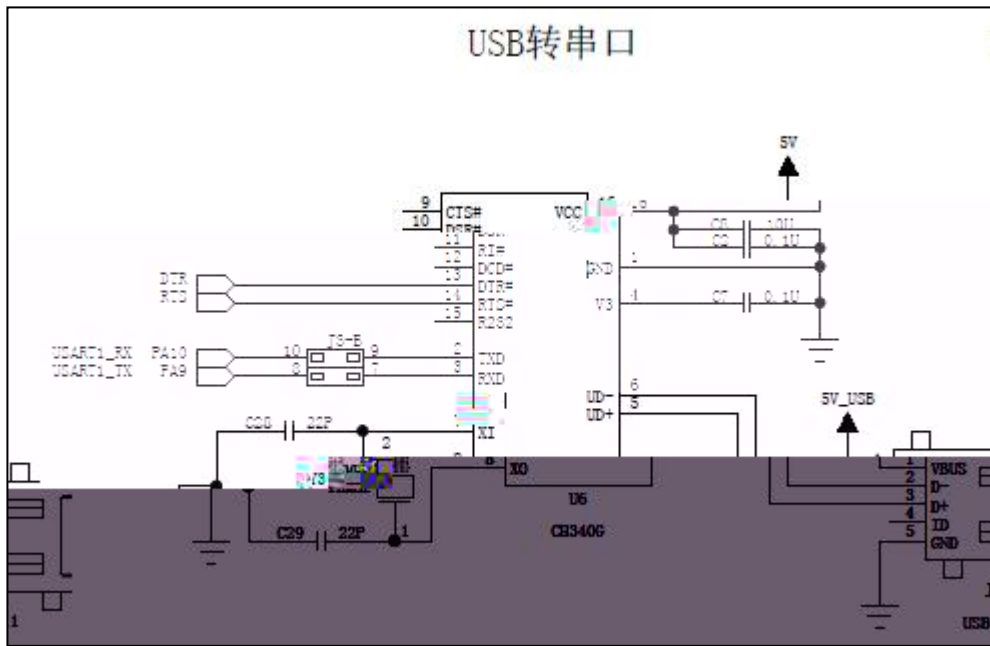 USB转串口
5V
9 CTS# VCC
10 DSR#
C8 10U
C2 0.1U
11 RI#
12 DCD# GND 1
DTR 13 DTR#
RTS 14 RTS# V3 4 C7 0.1U
15 R232
J3-B
USART1_RX PA10 10 9 2 TXD
USART1_TX PA9 8 7 3 RXD
UD- 6
UD+ 5
5V_USB
C28 22P XI
2
8 XO
1 VBUS
2 D-
3 D+
4 ID
5 GND
U6
C29 22P 1 CH340G
1
USB